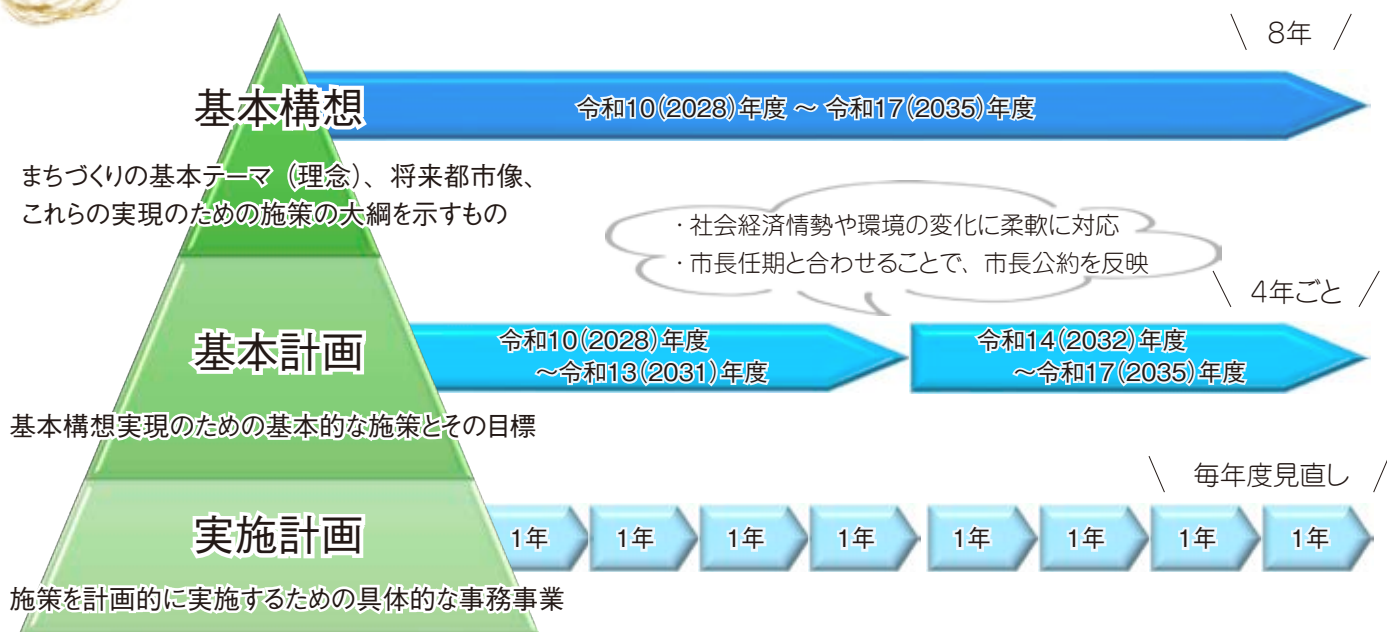 8年
基本構想
令和10(2028)年度 ～ 令和17(2035)年度
まちづくりの基本テーマ（理念）、将来都市像、
これらの実現のための施策の大綱を示すもの
・社会経済情勢や環境の変化に柔軟に対応
・市長任期と合わせることで、市長公約を反映
4年ごと
基本計画
令和10(2028)年度
～令和13(2031)年度
令和14(2032)年度
～令和17(2035)年度
基本構想実現のための基本的な施策とその目標
毎年度見直し
実施計画
1年 1年 1年 1年 1年 1年 1年 1年
施策を計画的に実施するための具体的な事務事業